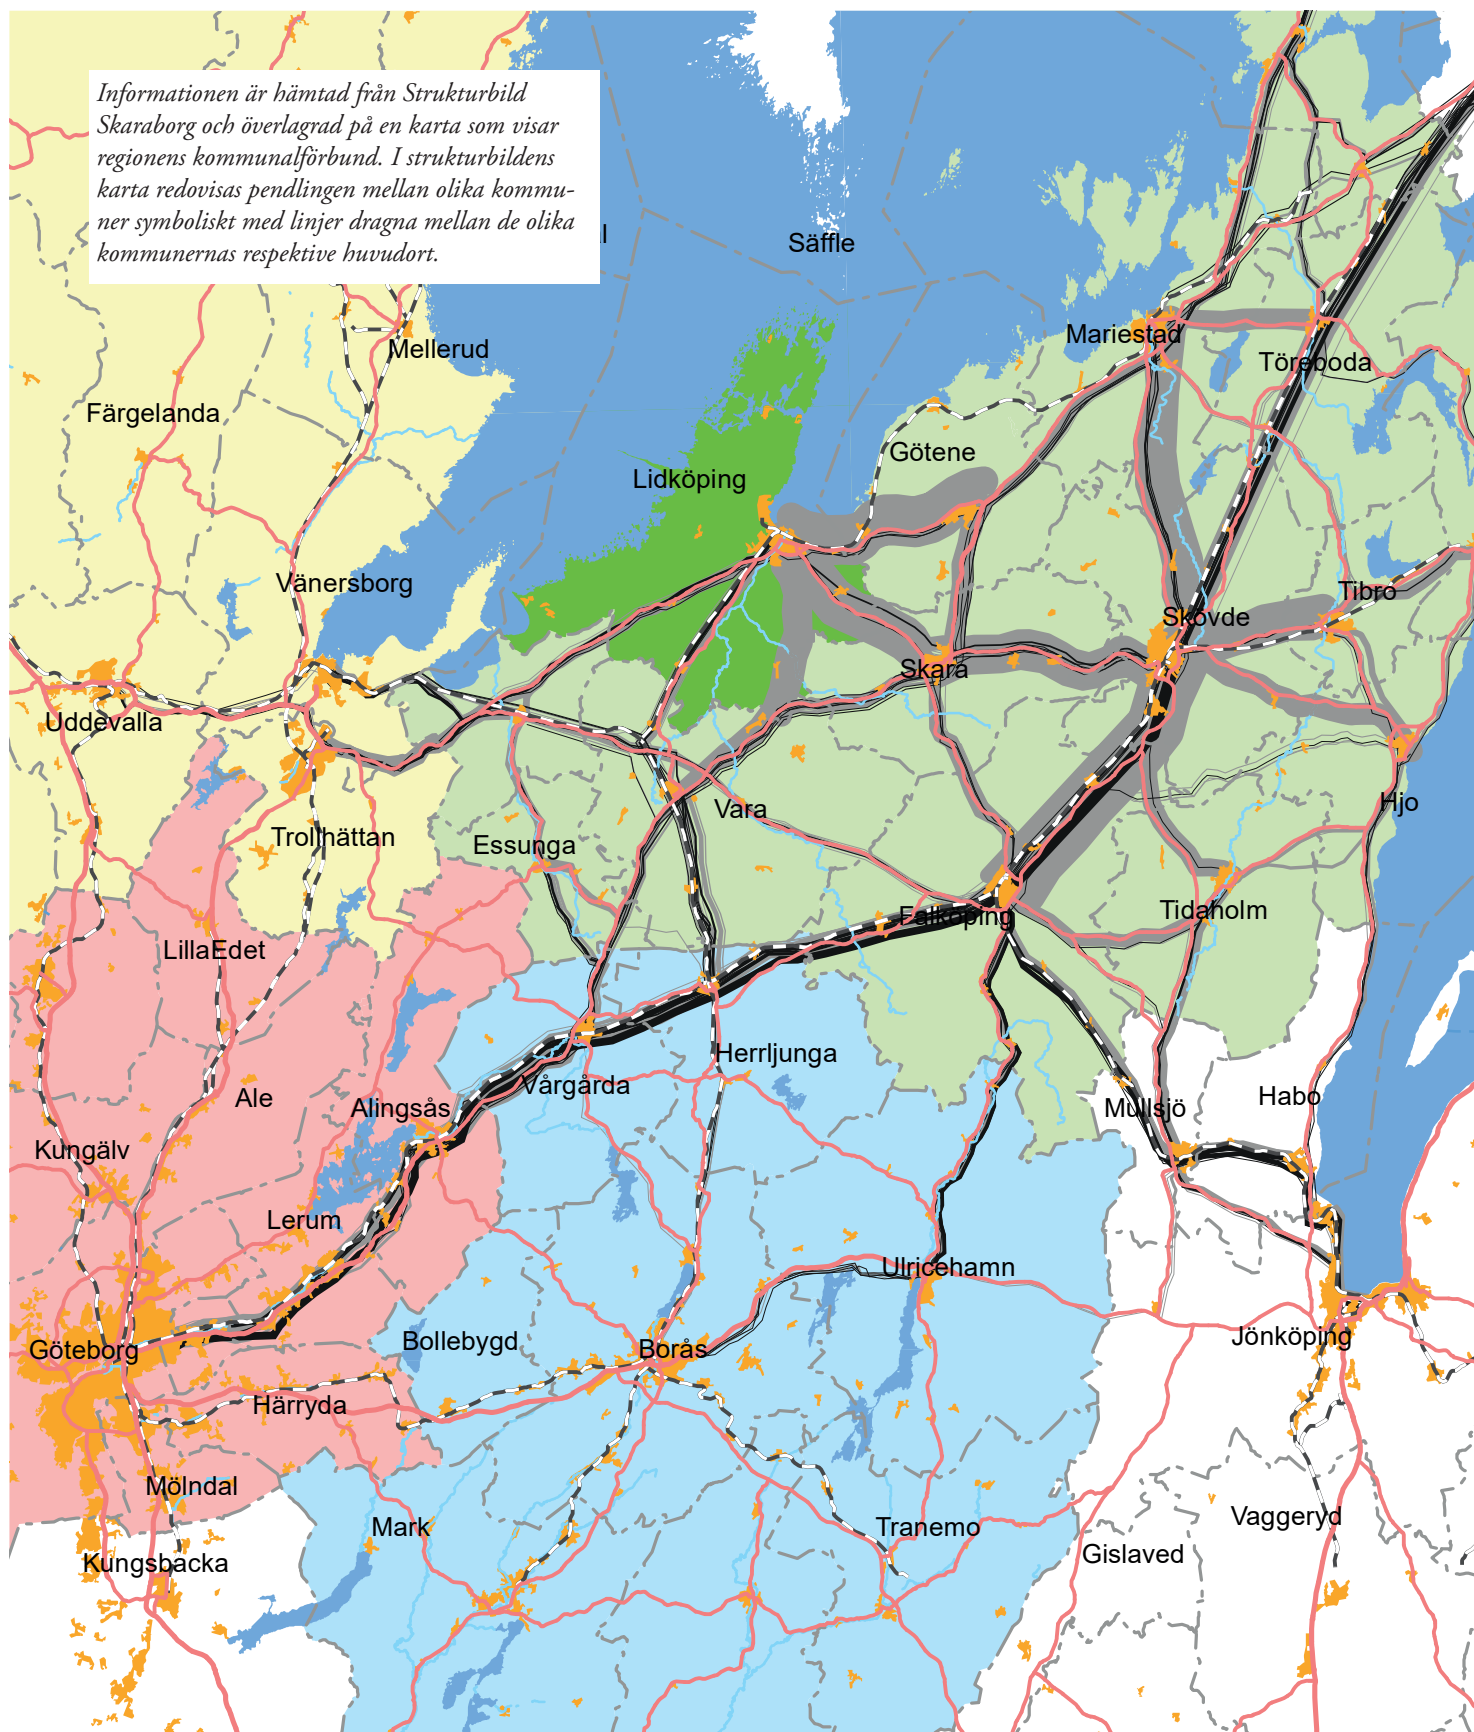 Informationen är hämtad från Strukturbild
Skaraborg och överlagrad på en karta som visar
regionens kommunalförbund. I strukturbildens
karta redovisas pendlingen mellan olika kommu-
ner symboliskt med linjer dragna mellan de olika
kommunernas respektive huvudort.
Säffle
Mariestad
Mellerud
Töreboda
Färgelanda
Götene
Lidköping
Vänersborg
Tibro
Skövde
Skara
Uddevalla
Hjo
Vara
Trollhättan
Essunga
Falköping
Tidaholm
LillaEdet
Herrljunga
Vårgårda
Ale
Habo
Alingsås
Mullsjö
Kungälv
Lerum
Ulricehamn
Jönköping
Bollebygd
Göteborg
Borås
Härryda
Mölndal
Vaggeryd
Mark
Tranemo
Gislaved
Kungsbacka